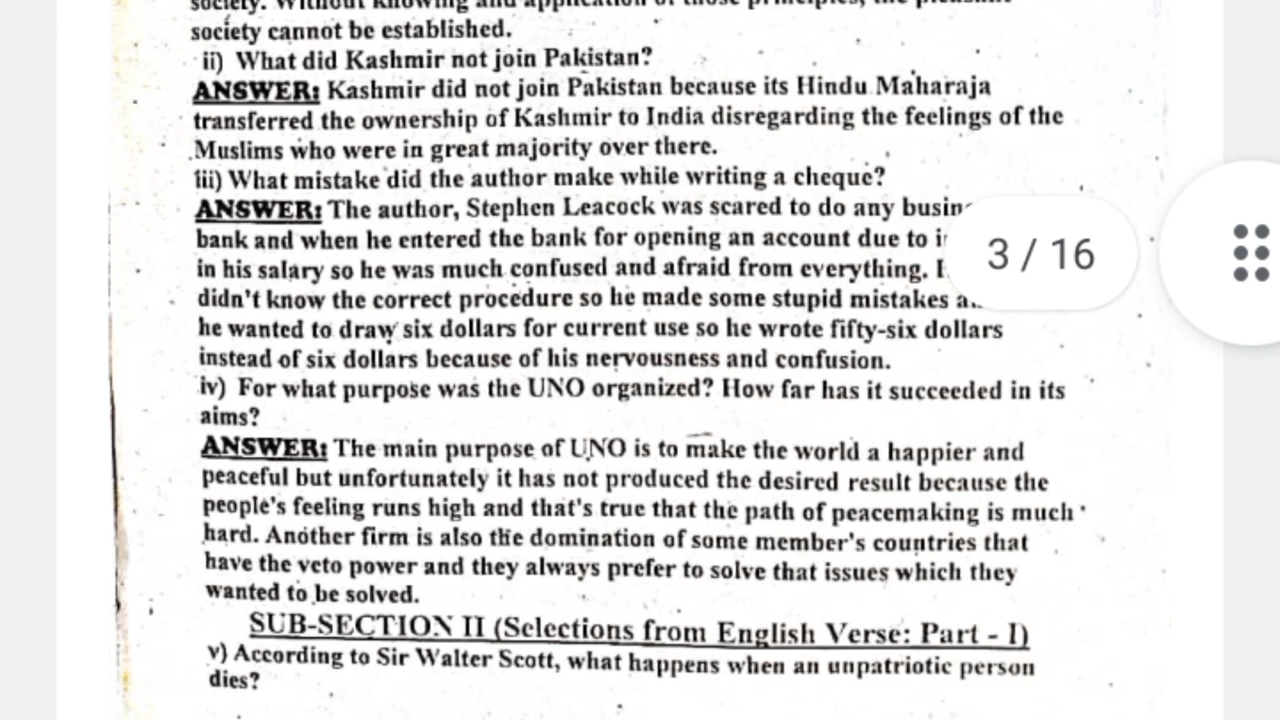 society cannot be established.
ii) What did Kashmir not join Pakistan?
ANSWER: Kashmir did not join Pakistan because its Hindu Maharaja
transferred the ownership of Kashmir to India disregarding the feelings of the
Muslims who were in great majority over there.
iii) What mistake did the author make while writing a cheque?
ANSWER: The author, Stephen Leacock was scared to do any
bank and when he entered the bank for opening an account due to
in his salary so he was much confused and afraid from everything.
didn't know the correct procedure so he made some stupid mistakes
he wanted to draw six dollars for current use so he wrote fifty-six dollars
instead of six dollars because of his nervousness and confusion.
iv) For what purpose was the UNO organized? How far has it succeeded in its
aims?
ANSWER: The main purpose of UNO is to make the world a happier and
peaceful but unfortunately it has not produced the desired result because the
people's feeling runs high and that's true that the path of peacemaking is much
hard. Another firm is also the domination of some member's countries that
have the veto power and they always prefer to solve that issues which they
wanted to be solved.
SUB-SECTION II (Selections from English Verse: Part - I)
v) According to Sir Walter Scott, what happens when an unpatriotic person
dies?
3 / 16